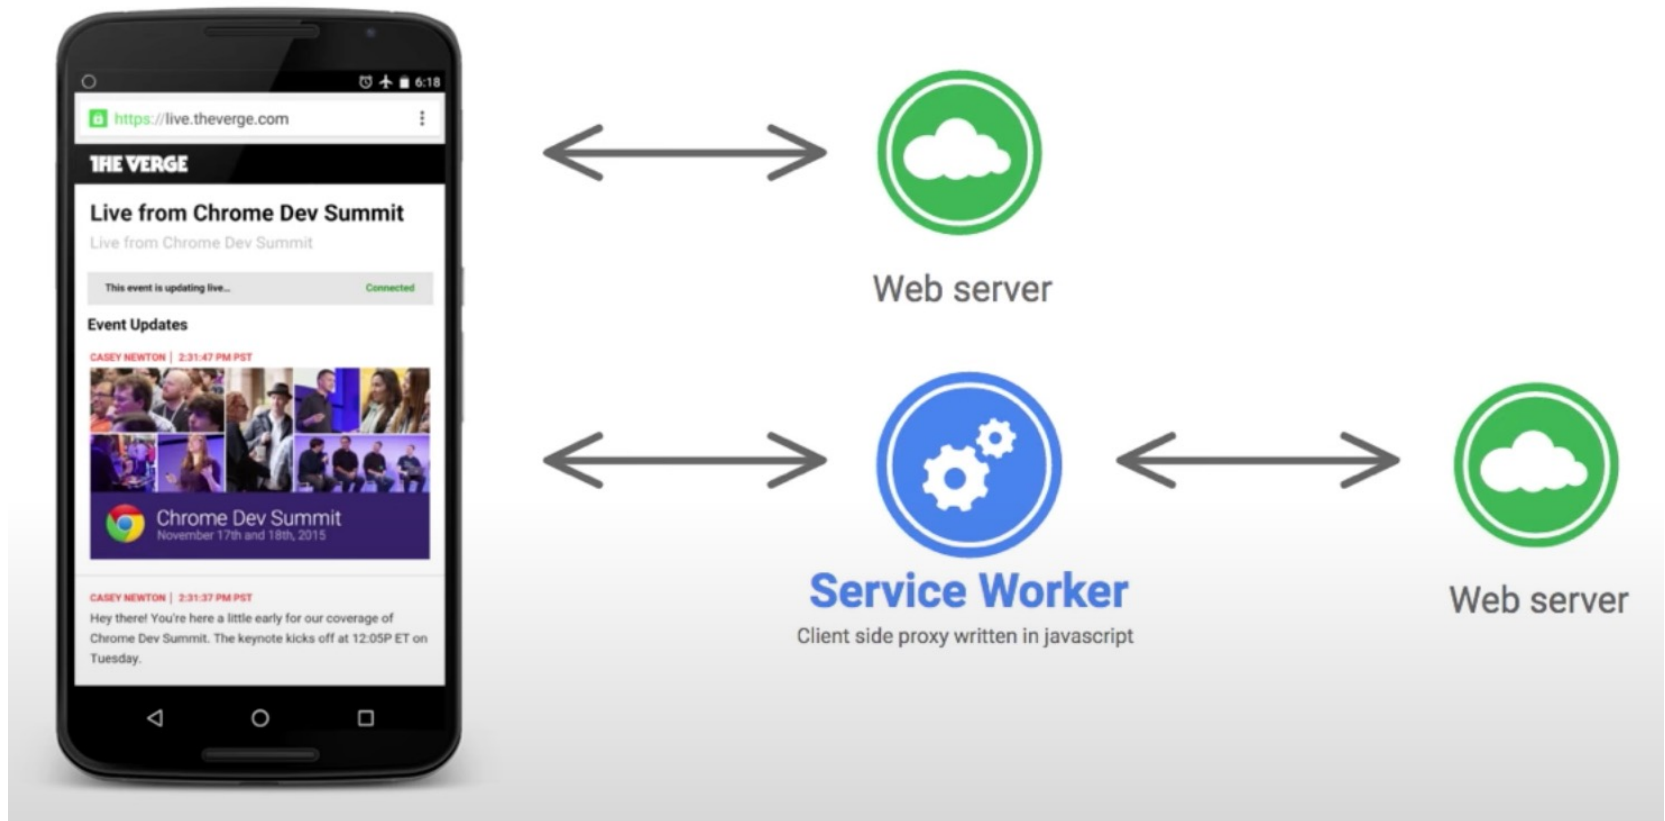 6:18
https://live.theverge.com
THE VERGE
Live from Chrome Dev Summit
Live from Chrome Dev Summit
This event is updating live... Connected
Event Updates
CASEY NEWTON | 2:31:47 PM PST
Chrome Dev Summit
November 17th and 18th, 2015
CASEY NEWTON | 2:31:37 PM PST
Hey there! You're here a little early for our coverage of
Chrome Dev Summit. The keynote kicks off at 12:05P ET on
Tuesday.
Web server
Service Worker
Client side proxy written in javascript
Web server